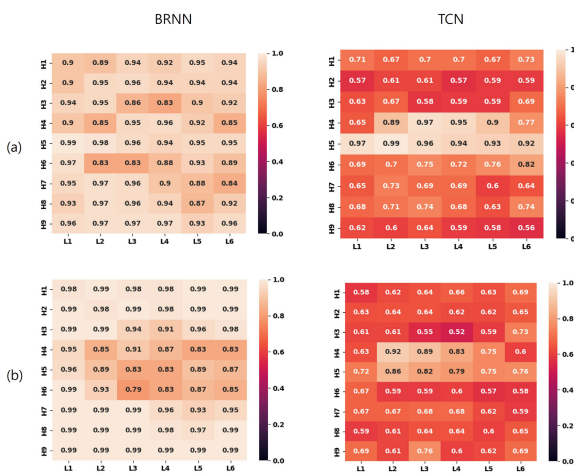 BRNN TCN
(a)
H1 0.9 0.89 0.94 0.92 0.95 0.94
H2 0.9 0.95 0.96 0.94 0.94 0.94
H3 0.94 0.95 0.86 0.83 0.9 0.92
H4 0.9 0.85 0.95 0.96 0.92 0.85
H5 0.99 0.98 0.96 0.94 0.95 0.95
H6 0.97 0.83 0.83 0.88 0.93 0.89
H7 0.95 0.97 0.96 0.9 0.88 0.84
H8 0.93 0.97 0.96 0.94 0.87 0.92
H9 0.96 0.97 0.97 0.97 0.93 0.96
L1 L2 L3 L4 L5 L6
1.0
0.8
0.6
0.4
0.2
0.0
H1 0.71 0.67 0.7 0.7 0.67 0.73
H2 0.57 0.61 0.61 0.57 0.59 0.59
H3 0.63 0.67 0.58 0.59 0.59 0.69
H4 0.65 0.89 0.97 0.95 0.9 0.77
H5 0.97 0.99 0.96 0.94 0.93 0.92
H6 0.69 0.7 0.75 0.72 0.76 0.82
H7 0.65 0.73 0.69 0.69 0.6 0.64
H8 0.68 0.71 0.74 0.68 0.63 0.74
H9 0.62 0.6 0.64 0.59 0.58 0.56
L1 L2 L3 L4 L5 L6
1.0
0.8
0.6
0.4
0.2
0.0
(b)
H1 0.98 0.99 0.98 0.98 0.99 0.99
H2 0.99 0.99 0.98 0.98 0.99 0.99
H3 0.99 0.99 0.94 0.91 0.96 0.98
H4 0.95 0.85 0.91 0.87 0.83 0.83
H5 0.96 0.89 0.83 0.83 0.89 0.87
H6 0.99 0.93 0.79 0.83 0.87 0.85
H7 0.99 0.99 0.99 0.96 0.93 0.95
H8 0.99 0.99 0.99 0.98 0.97 0.99
H9 0.99 0.99 0.99 0.99 0.99 0.99
L1 L2 L3 L4 L5 L6
1.0
0.8
0.6
0.4
0.2
0.0
H1 0.58 0.62 0.64 0.66 0.63 0.69
H2 0.63 0.64 0.64 0.62 0.62 0.65
H3 0.61 0.61 0.55 0.52 0.59 0.73
H4 0.63 0.92 0.89 0.83 0.75 0.6
H5 0.72 0.86 0.82 0.79 0.75 0.76
H6 0.67 0.59 0.59 0.6 0.57 0.58
H7 0.67 0.67 0.68 0.68 0.62 0.59
H8 0.59 0.61 0.64 0.64 0.6 0.65
H9 0.69 0.61 0.76 0.6 0.62 0.69
L1 L2 L3 L4 L5 L6
1.0
0.8
0.6
0.4
0.2
0.0